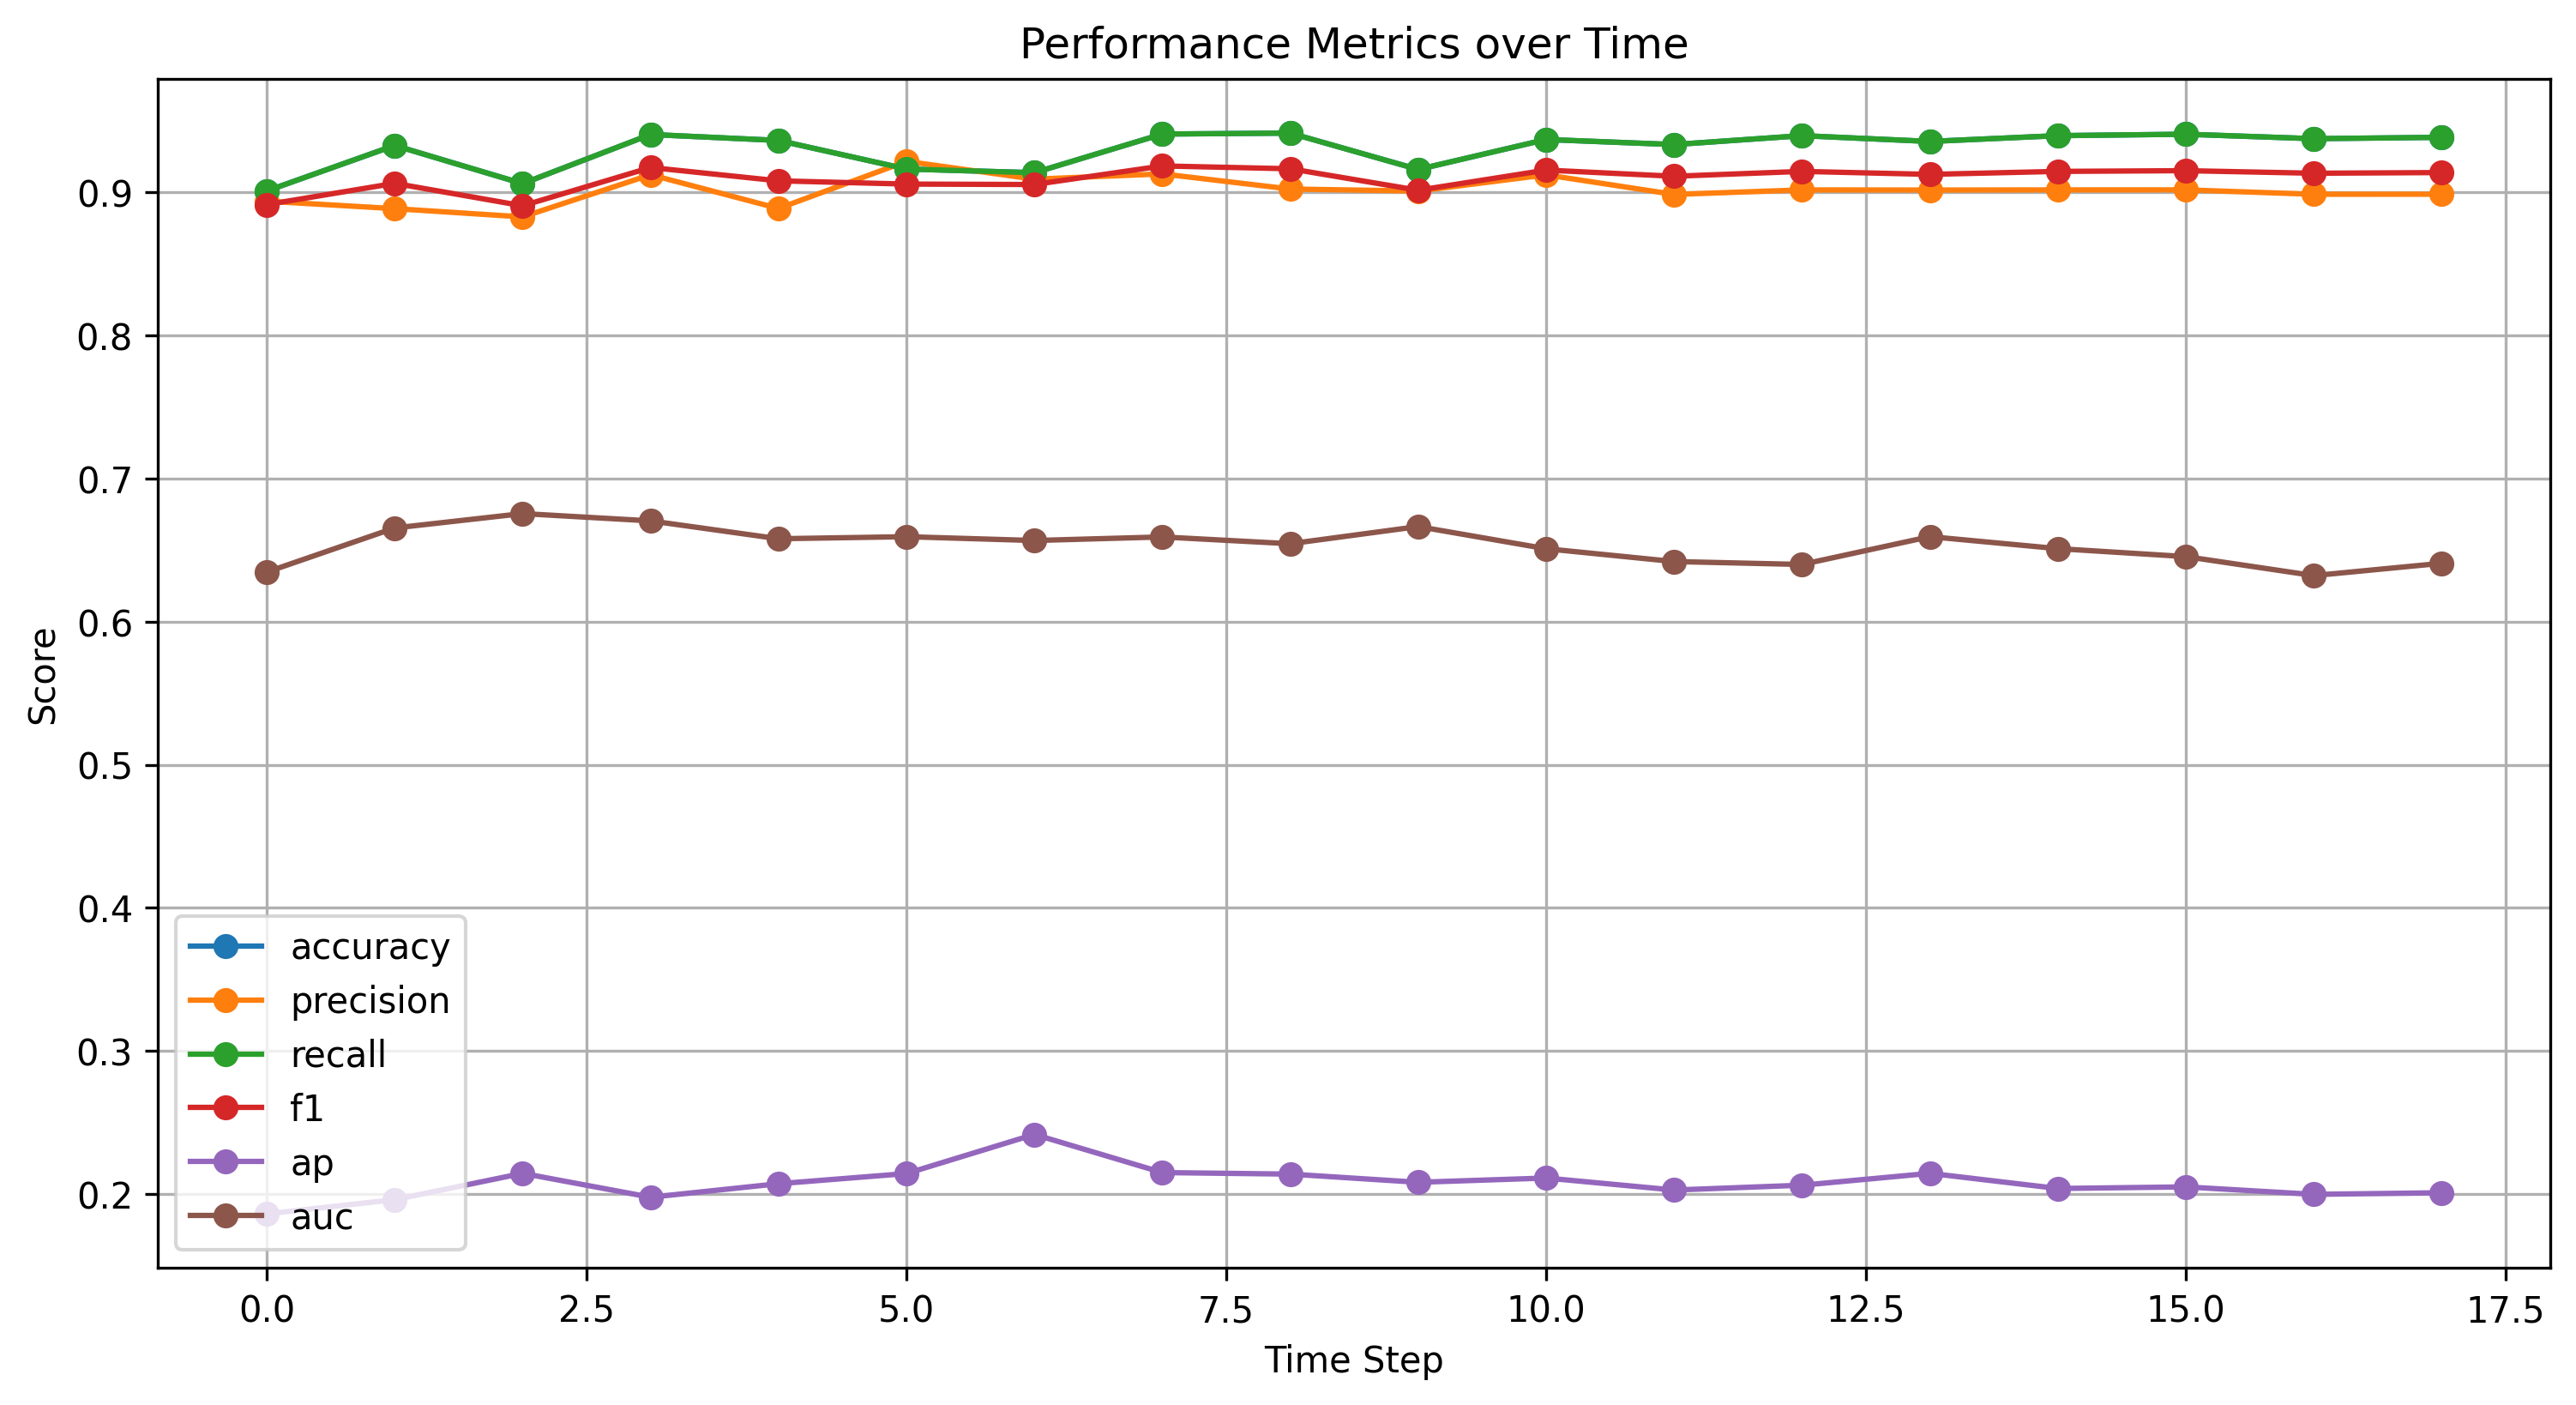 Performance Metrics over Time
Score
0.9
0.8
0.7
0.6
0.5
0.4
0.3
0.2
accuracy
precision
recall
f1
ap
auc
0.0 2.5 5.0 7.5 10.0 12.5 15.0 17.5
Time Step